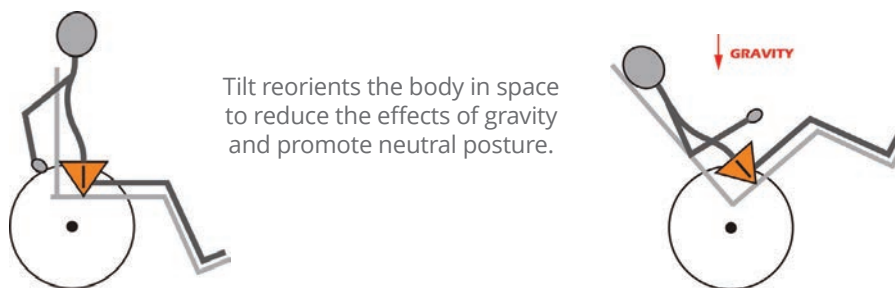 Tilt reorients the body in space
to reduce the effects of gravity
and promote neutral posture.
GRAVITY